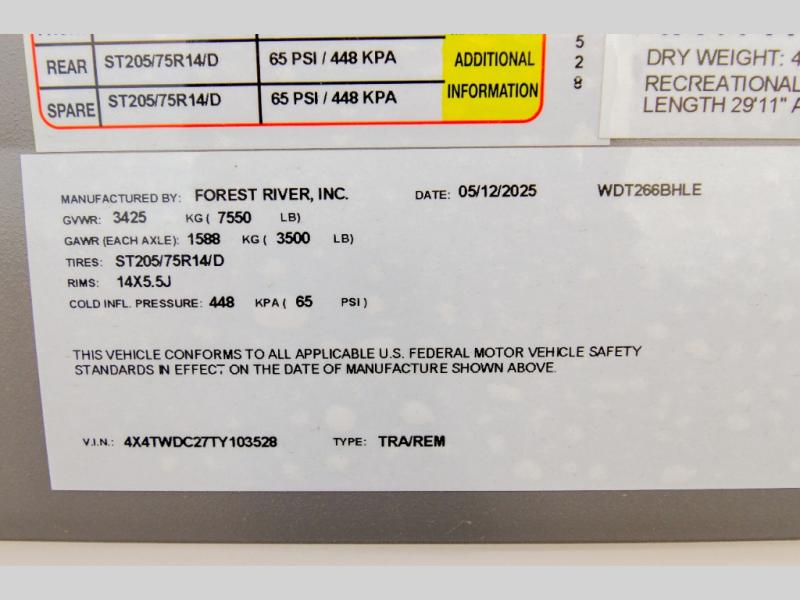 REAR ST205/75R14/D 65 PSI / 448 KPA ADDITIONAL
SPARE ST205/75R14/D 65 PSI / 448 KPA INFORMATION
5
2
8
DRY WEIGHT: 4
RECREATIONAL
LENGTH 29'11" A
MANUFACTURED BY: FOREST RIVER, INC. DATE: 05/12/2025 WDT266BHLE
GVWR: 3425 KG ( 7550 LB)
GAWR (EACH AXLE): 1588 KG ( 3500 LB)
TIRES: ST205/75R14/D
RIMS: 14X5.5J
COLD INFL. PRESSURE: 448 KPA ( 65 PSI )
THIS VEHICLE CONFORMS TO ALL APPLICABLE U.S. FEDERAL MOTOR VEHICLE SAFETY
STANDARDS IN EFFECT ON THE DATE OF MANUFACTURE SHOWN ABOVE.
V.I.N.: 4X4TWDC27TY103528 TYPE: TRA/REM